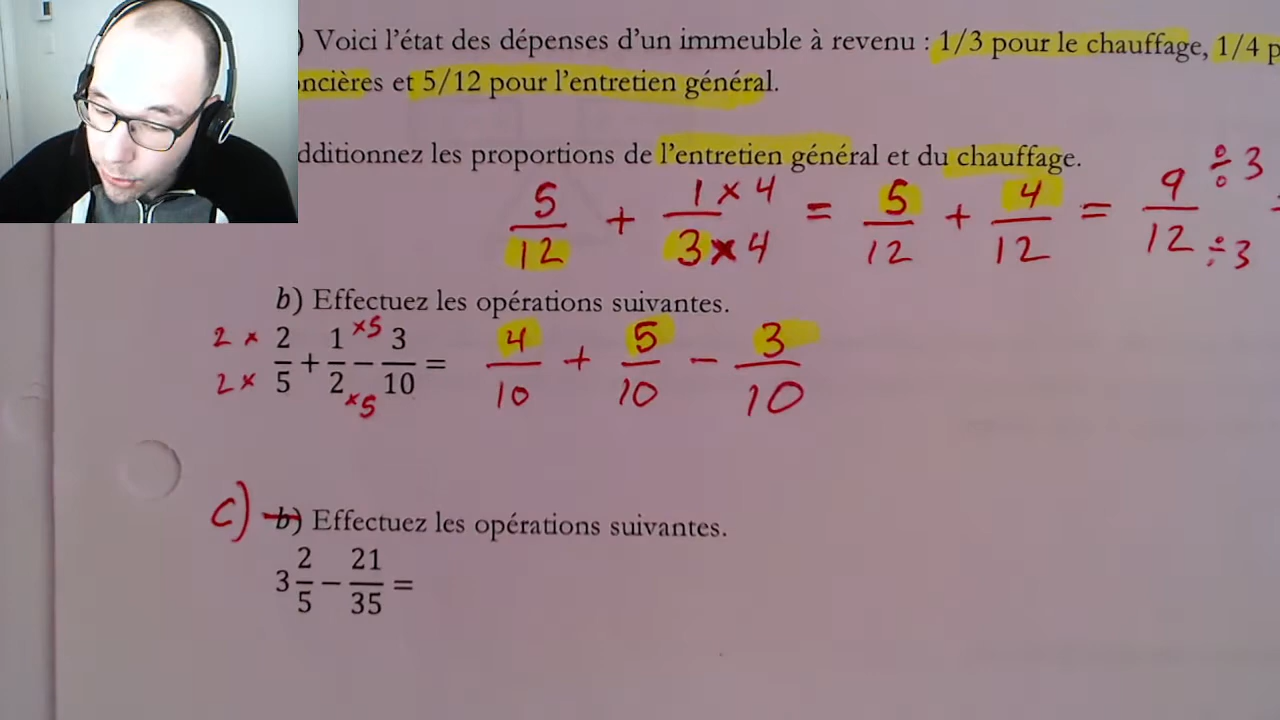 ) Voici l'état des dépenses d'un immeuble à revenu : 1/3 pour le chauffage, 1/4 p
oncières et 5/12 pour l'entretien général.
dditionnez les proportions de l'entretien général et du chauffage.
5/12 + 1×4/3×4 = 5/12 + 4/12 = 9÷3/12÷3
b) Effectuez les opérations suivantes.
2× 2/2× 5 + 1×5/2×5 − 3/10 = 4/10 + 5/10 − 3/10
c) b) Effectuez les opérations suivantes.
3 2/5 − 21/35 =